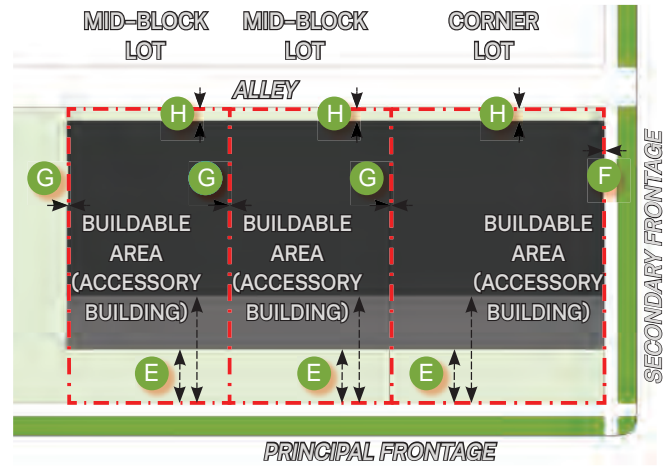 MID–BLOCK
LOT
MID–BLOCK
LOT
CORNER
LOT
ALLEY
H
H
H
G
G
G
F
BUILDABLE
AREA
(ACCESSORY
BUILDING)
BUILDABLE
AREA
(ACCESSORY
BUILDING)
BUILDABLE
AREA
(ACCESSORY
BUILDING)
E
E
E
SECONDARY FRONTAGE
PRINCIPAL FRONTAGE